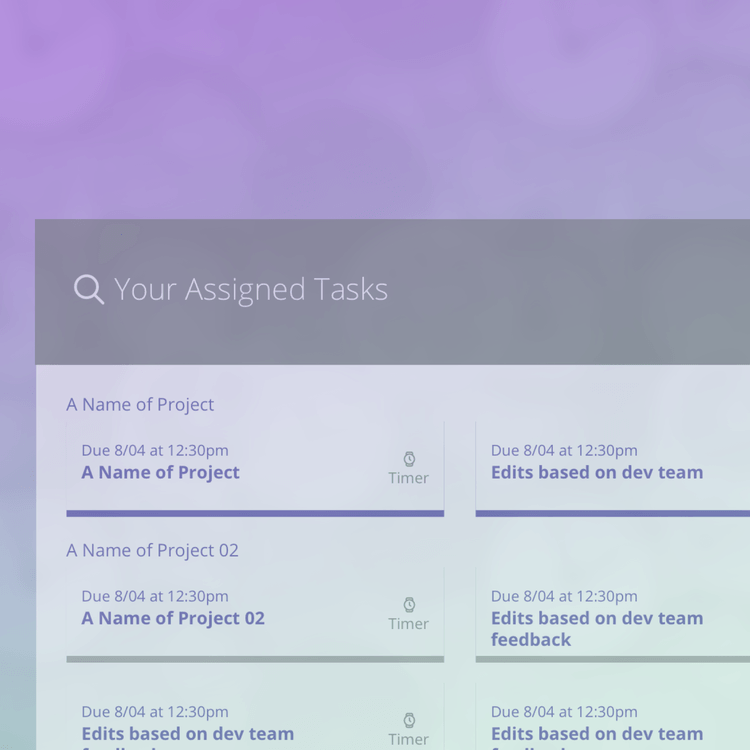 Your Assigned Tasks
A Name of Project
Due 8/04 at 12:30pm
A Name of Project
Timer
Due 8/04 at 12:30pm
Edits based on dev team
A Name of Project 02
Due 8/04 at 12:30pm
A Name of Project 02
Timer
Due 8/04 at 12:30pm
Edits based on dev team
feedback
Due 8/04 at 12:30pm
Edits based on dev team
Timer
Due 8/04 at 12:30pm
Edits based on dev team